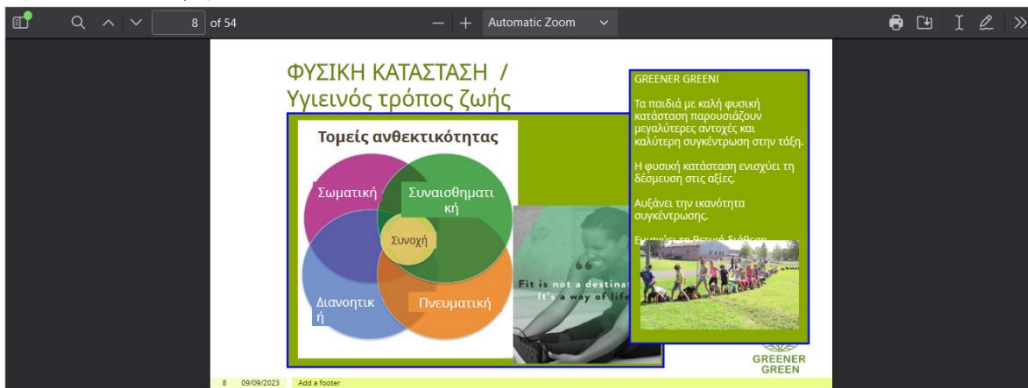 8 of 54
Automatic Zoom
ΦΥΣΙΚΗ ΚΑΤΑΣΤΑΣΗ /
Υγιεινός τρόπος ζωής
Τομείς ανθεκτικότητας
Σωματική
Συναισθηματι
κή
Συνοχή
Διανοητικ
ή
Πνευματική
Fit is not a destina
It's a way of life
GREENER GREEN!
Τα παιδιά με καλή φυσική
κατάσταση παρουσιάζουν
μεγαλύτερες αντοχές και
καλύτερη συγκέντρωση στην τάξη.
Η φυσική κατάσταση ενισχύει τη
δέσμευση στις αξίες.
Αυξάνει την ικανότητα
συγκέντρωσης.
GREENER
GREEN
8 09/09/2023 Add a footer